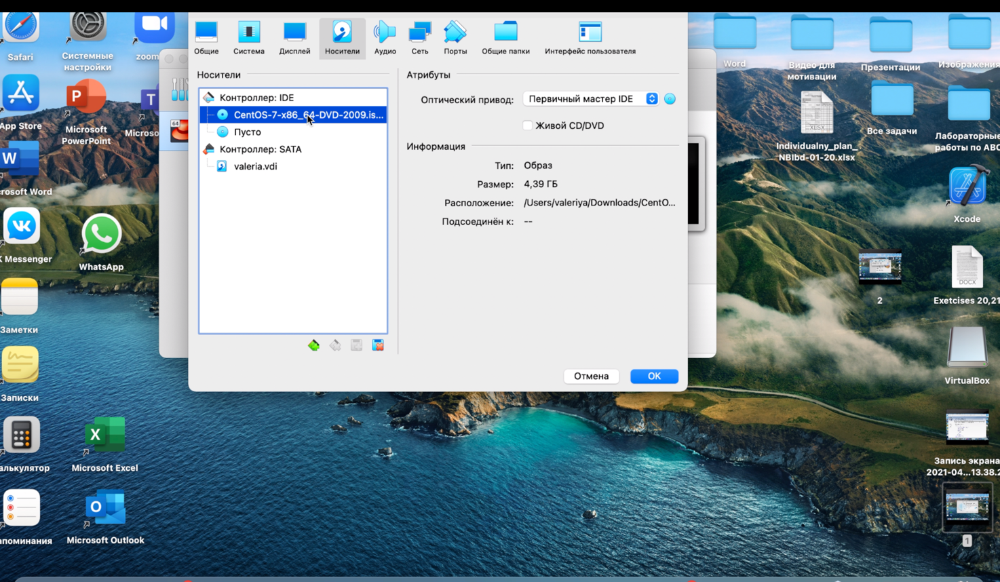 Safari
Системные
настройки
zoom
App Store
Microsoft
PowerPoint
Microso
rosoft Word
Messenger
WhatsApp
Заметки
Записки
алькулятор
Microsoft Excel
апоминания
Microsoft Outlook
Общие
Система
Дисплей
Носители
Аудио
Сеть
Порты
Общие папки
Интерфейс пользователя
Носители
Контроллер: IDE
CentOS-7-x86_64-DVD-2009.is...
Пусто
Контроллер: SATA
valeria.vdi
Атрибуты
Оптический привод: Первичный мастер IDE
Живой CD/DVD
Информация
Тип: Образ
Размер: 4,39 ГБ
Расположение: /Users/valeriya/Downloads/CentO...
Подсоединён к: --
Отмена
OK
64
Word
Видео для
мотивации
Презентации
Изображения
XLSX
Individualny_plan_
NBIbd-01-20.xlsx
Все задачи
Лабораторные
работы по АВС
Xcode
2
DOCX
Exetcises 20,21
VirtualBox
Запись экрана
2021-04...13.38.2
1